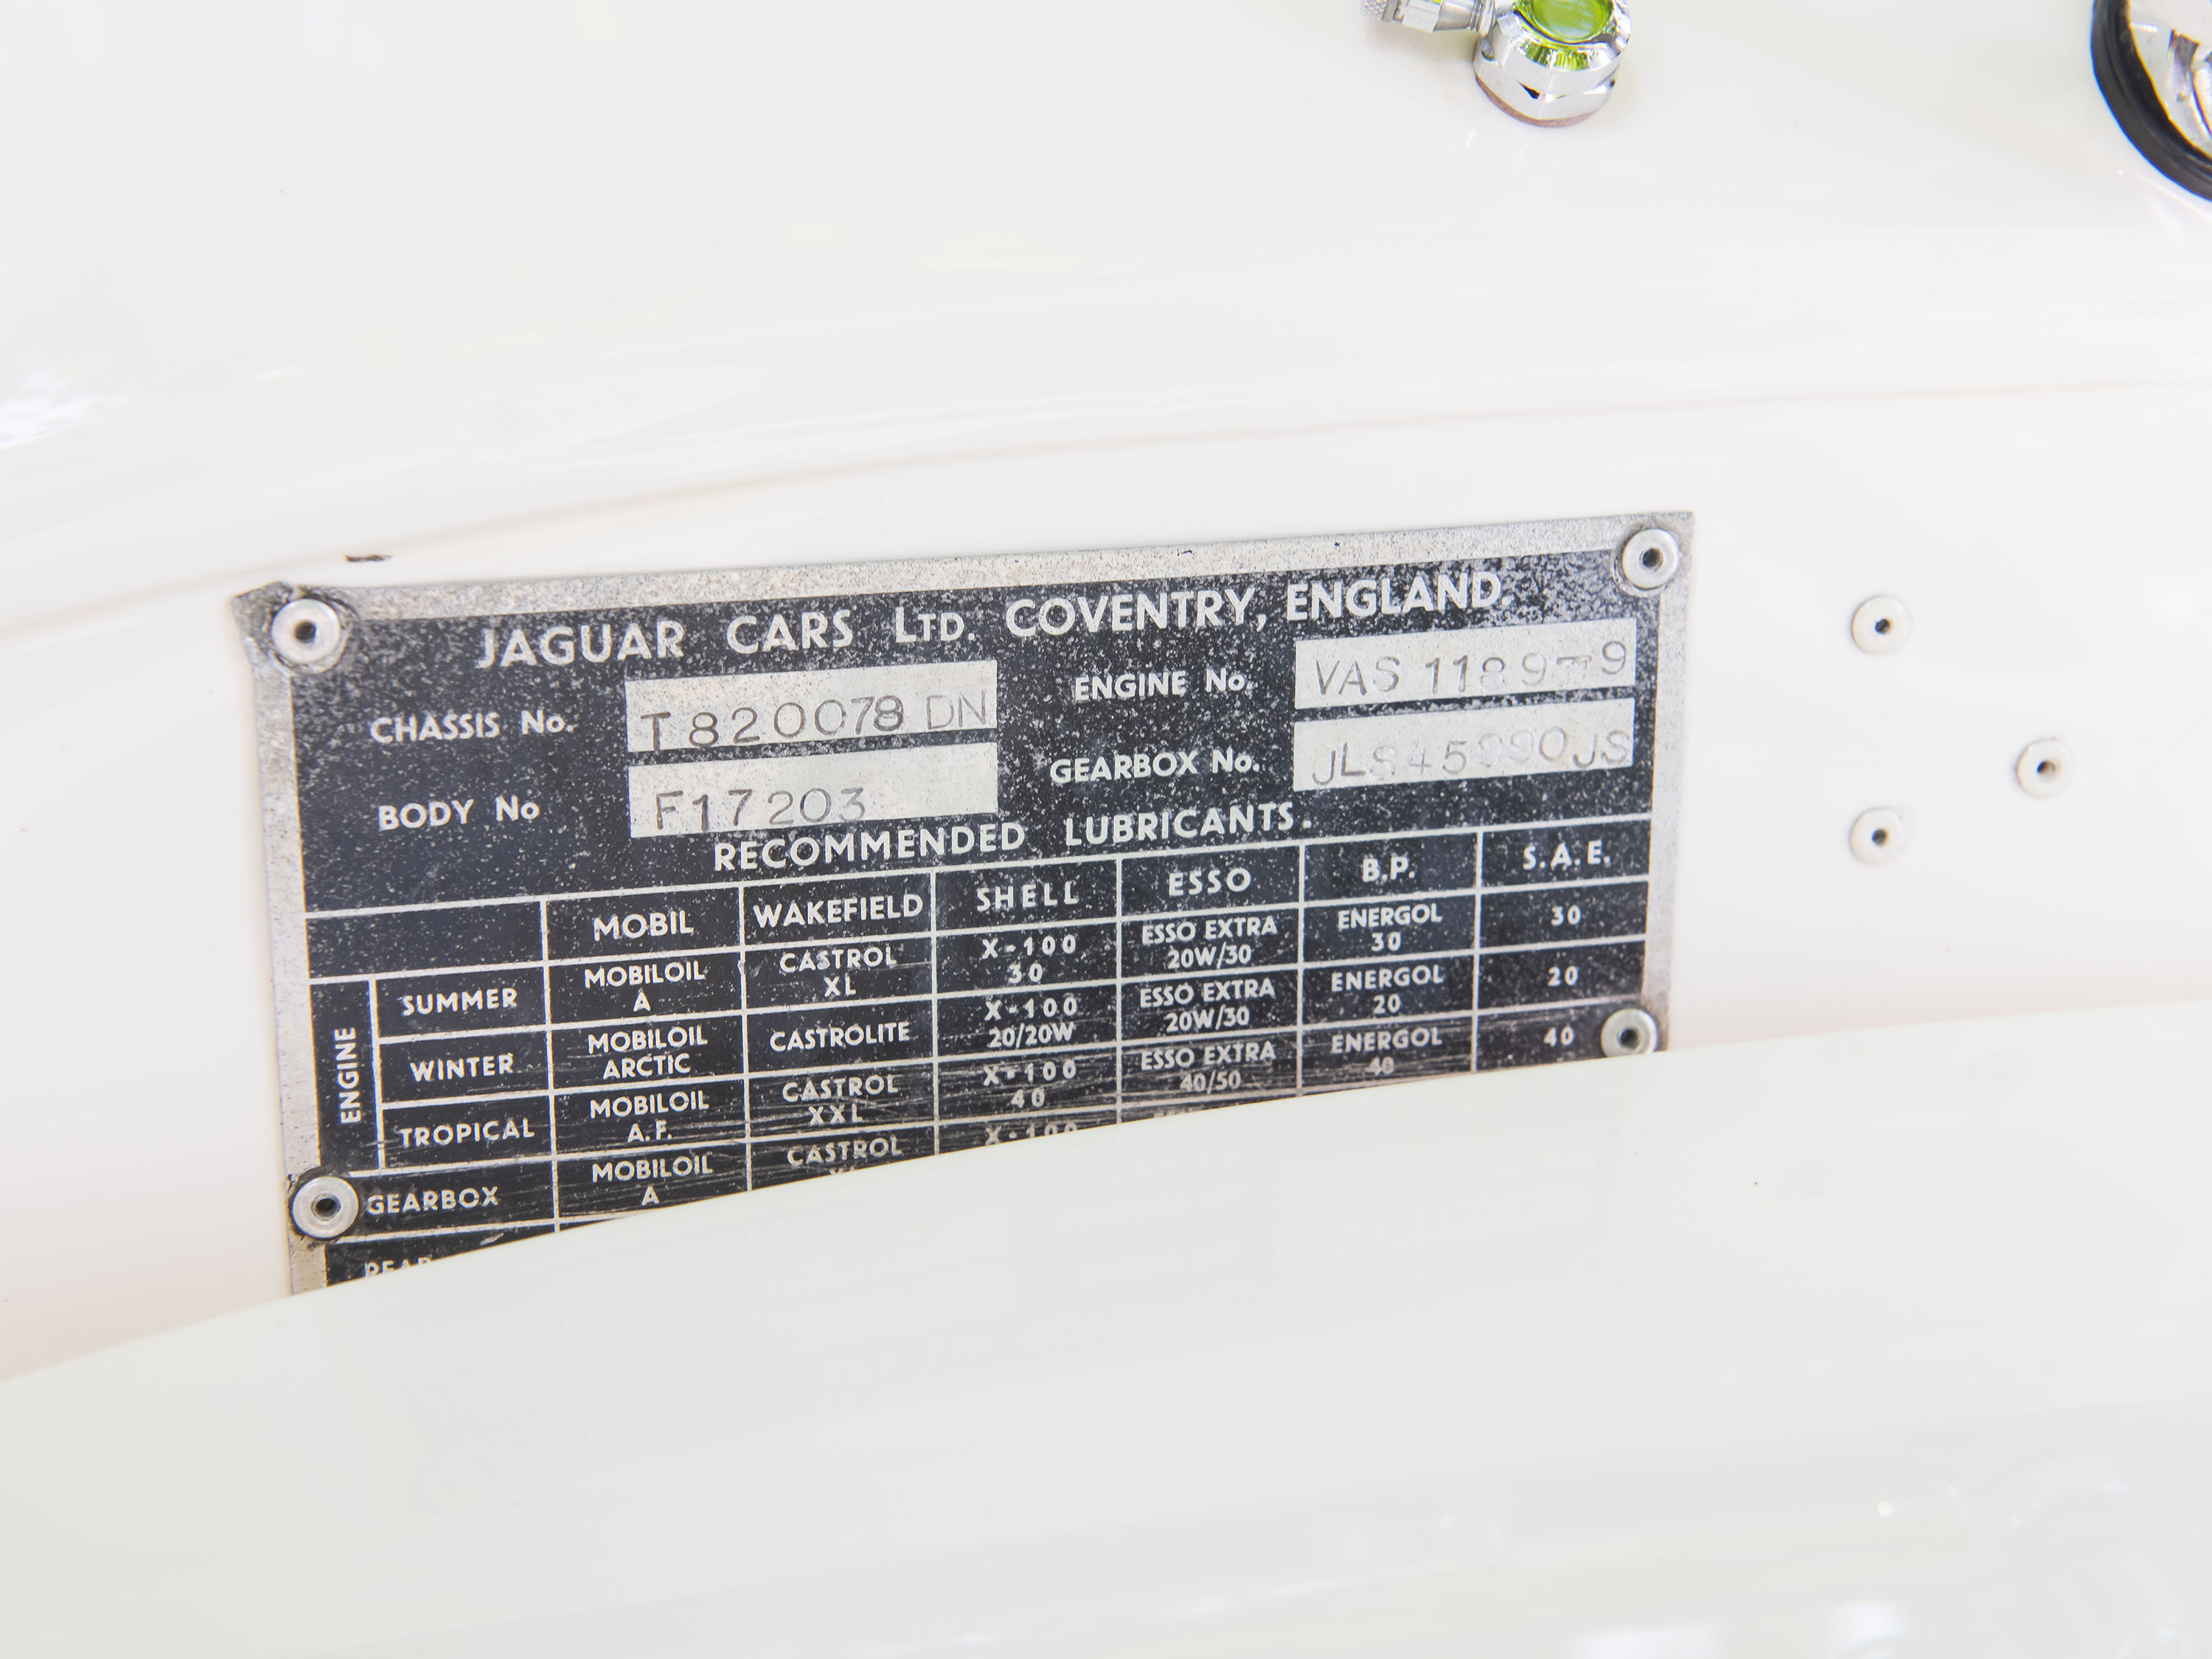 JAGUAR CARS LTD. COVENTRY, ENGLAND.
CHASSIS No. T820078 DN ENGINE No. VAS
BODY No F17203 GEARBOX No.
RECOMMENDED LUBRICANTS.
MOBIL WAKEFIELD SHELL ESSO B.P. S.A.E.
ENGINE
SUMMER MOBILOIL A CASTROL XL X-100 30 ESSO EXTRA 20W/30 ENERGOL 30 30
WINTER MOBILOIL ARCTIC CASTROLITE X-100 20/20W ESSO EXTRA 20W/30 ENERGOL 20 20
TROPICAL MOBILOIL A.F. CASTROL XXL X-100 40 ESSO EXTRA 40/50 ENERGOL 40 40
GEARBOX MOBILOIL A CASTROL X-100
REAR